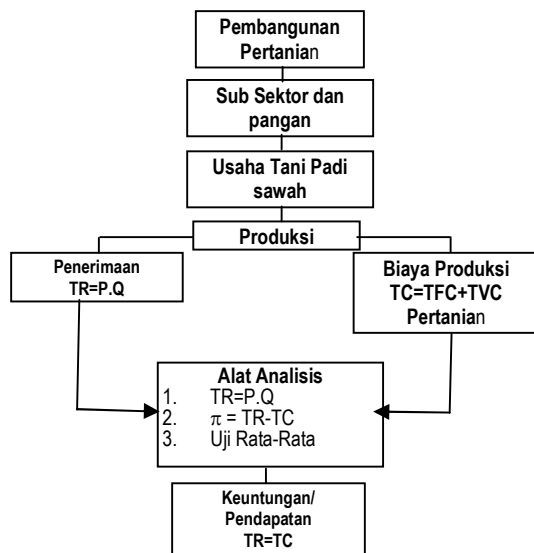 Pembangunan
Pertanian
Sub Sektor dan
pangan
Usaha Tani Padi
sawah
Produksi
Penerimaan
TR=P.Q
Biaya Produksi
TC=TFC+TVC
Pertanian
Alat Analisis
1. TR=P.Q
2. π = TR-TC
3. Uji Rata-Rata
Keuntungan/
Pendapatan
TR=TC